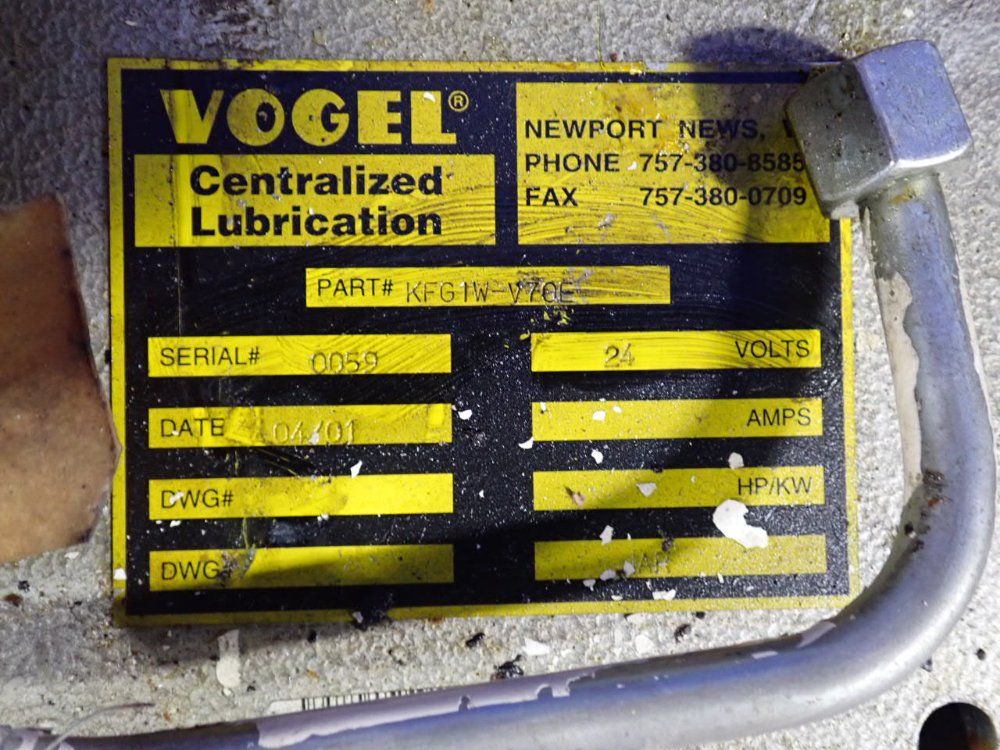 VOGEL®
Centralized
Lubrication
NEWPORT NEWS,
PHONE 757-380-8585
FAX 757-380-0709
PART# KFG1W-V70E
SERIAL# 0059
24 VOLTS
DATE 04/01
AMPS
DWG#
HP/KW
DWG